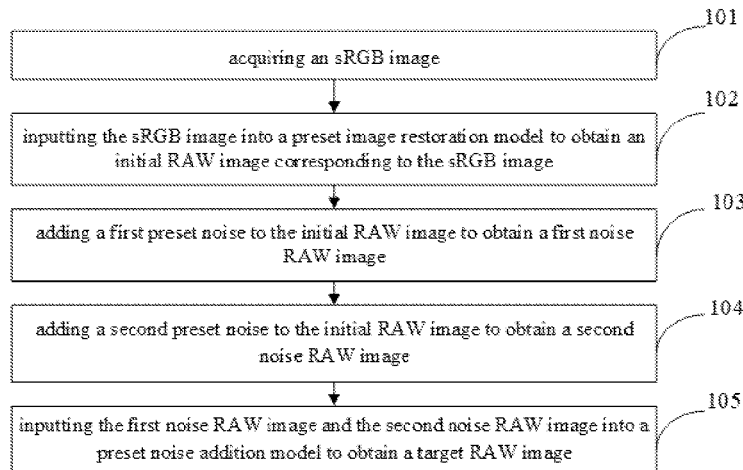 101
acquiring an sRGB image
102
inputting the sRGB image into a preset image restoration model to obtain an
initial RAW image corresponding to the sRGB image
103
adding a first preset noise to the initial RAW image to obtain a first noise
RAW image
104
adding a second preset noise to the initial RAW image to obtain a second
noise RAW image
105
inputting the first noise RAW image and the second noise RAW image into a
preset noise addition model to obtain a target RAW image